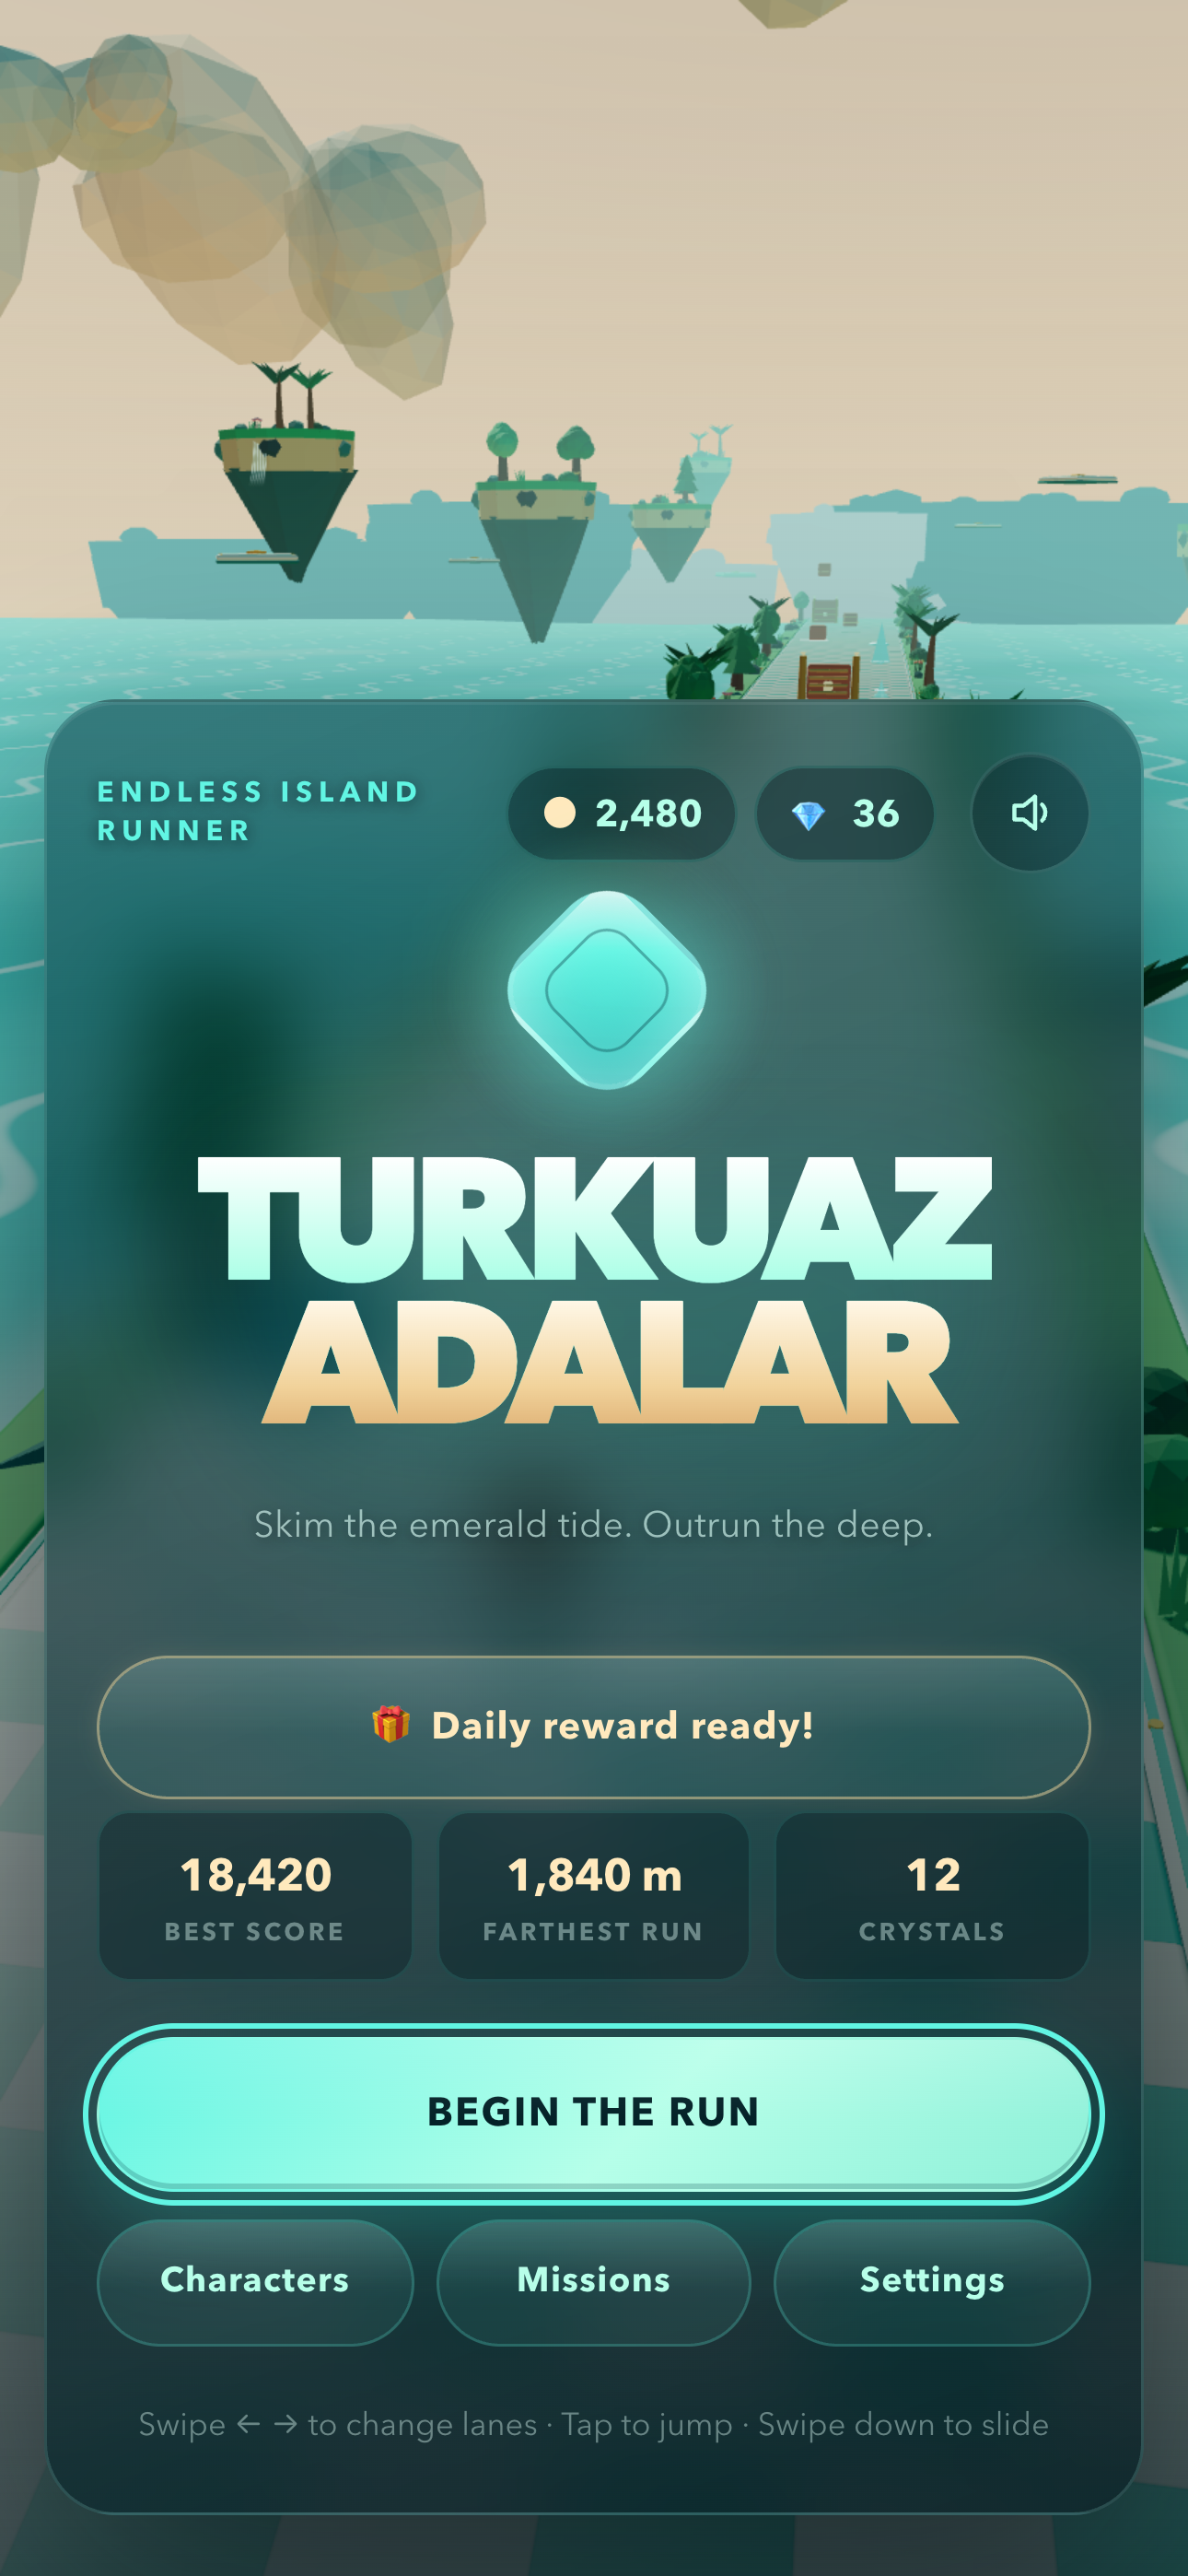 ENDLESS ISLAND
RUNNER
2,480
36
TURKUAZ
ADALAR
Skim the emerald tide. Outrun the deep.
Daily reward ready!
18,420
BEST SCORE
1,840 m
FARTHEST RUN
12
CRYSTALS
BEGIN THE RUN
Characters
Missions
Settings
Swipe ← → to change lanes · Tap to jump · Swipe down to slide